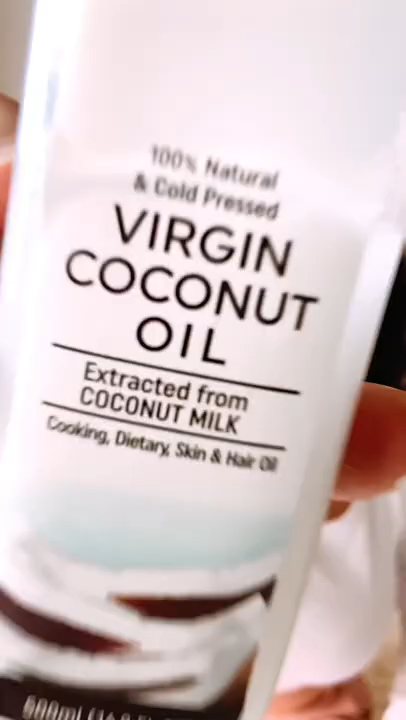 100% Natural
& Cold Pressed
VIRGIN
COCONUT
OIL
Extracted from
COCONUT MILK
Cooking, Dietary, Skin & Hair Oil